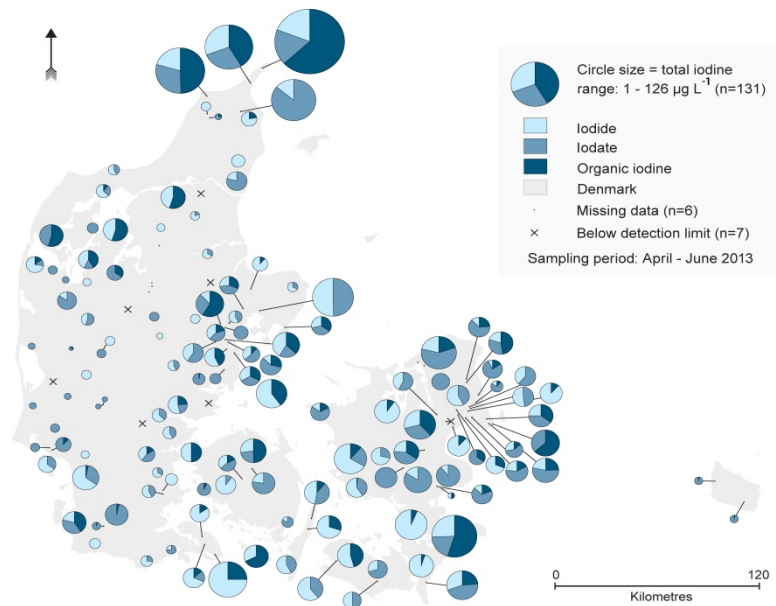 Circle size = total iodine
range: 1 - 126 µg L⁻¹ (n=131)
Iodide
Iodate
Organic iodine
Denmark
Missing data (n=6)
Below detection limit (n=7)
Sampling period: April - June 2013
0 120
Kilometres